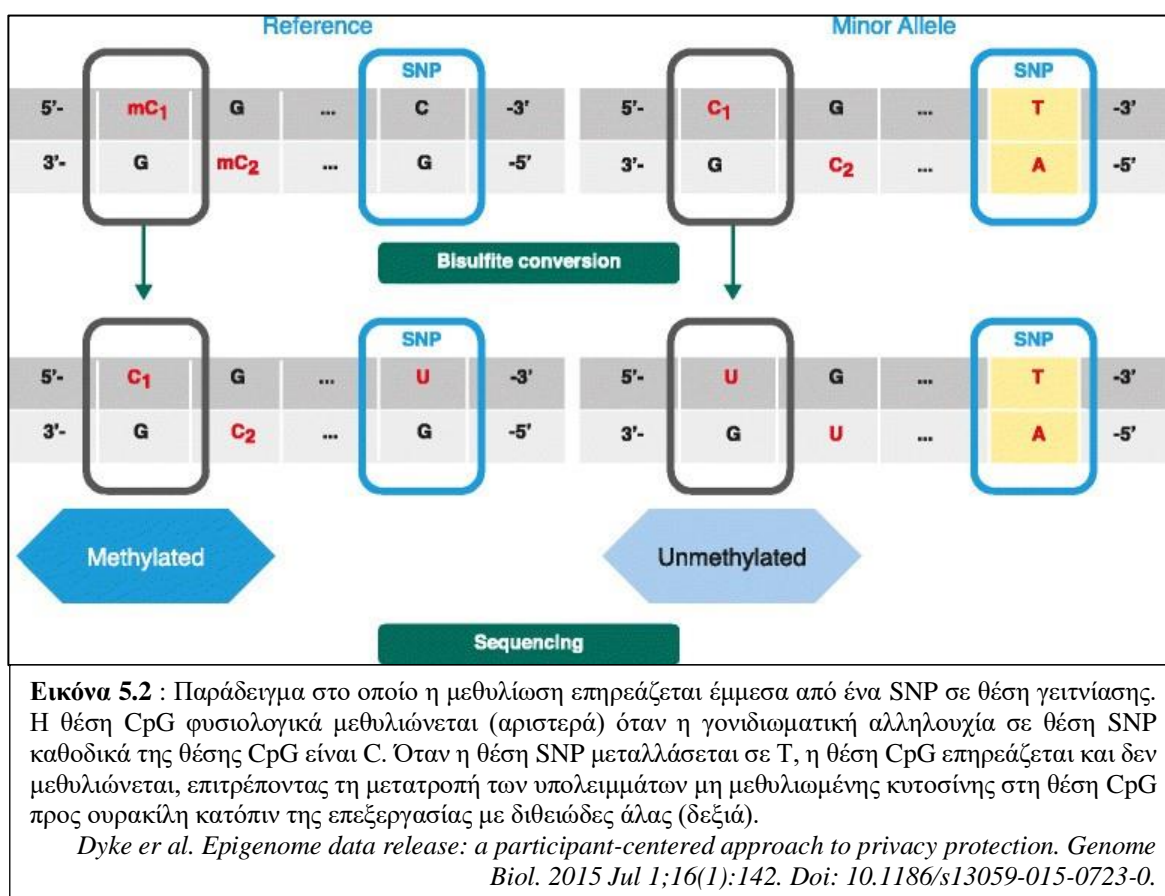 Reference Minor Allele
SNP SNP
5'- mC1 G ... C -3' 5'- C1 G ... T -3'
3'- G mC2 ... G -5' 3'- G C2 ... A -5'
Bisulfite conversion
SNP SNP
5'- C1 G ... U -3' 5'- U G ... T -3'
3'- G C2 ... G -5' 3'- G U ... A -5'
Methylated Unmethylated
Sequencing
Εικόνα 5.2 : Παράδειγμα στο οποίο η μεθυλίωση επηρεάζεται έμμεσα από ένα SNP σε θέση γειτνίασης.
Η θέση CpG φυσιολογικά μεθυλιώνεται (αριστερά) όταν η γονιδιωματική αλληλουχία σε θέση SNP
καθοδικά της θέσης CpG είναι C. Όταν η θέση SNP μεταλλάσεται σε T, η θέση CpG επηρεάζεται και δεν
μεθυλιώνεται, επιτρέποντας τη μετατροπή των υπολειμμάτων μη μεθυλιωμένης κυτοσίνης στη θέση CpG
προς ουρακίλη κατόπιν της επεξεργασίας με διθειώδες άλας (δεξιά).
Dyke er al. Epigenome data release: a participant-centered approach to privacy protection. Genome
Biol. 2015 Jul 1;16(1):142. Doi: 10.1186/s13059-015-0723-0.